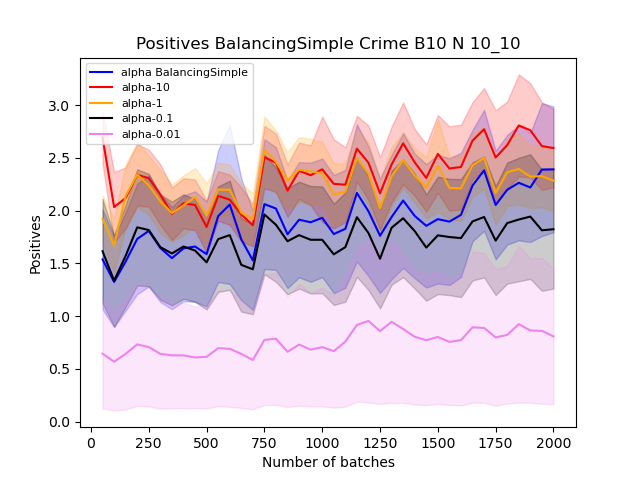 Positives BalancingSimple Crime B10 N 10_10
alpha BalancingSimple
alpha-10
alpha-1
alpha-0.1
alpha-0.01
Positives
3.0
2.5
2.0
1.5
1.0
0.5
0.0
0 250 500 750 1000 1250 1500 1750 2000
Number of batches